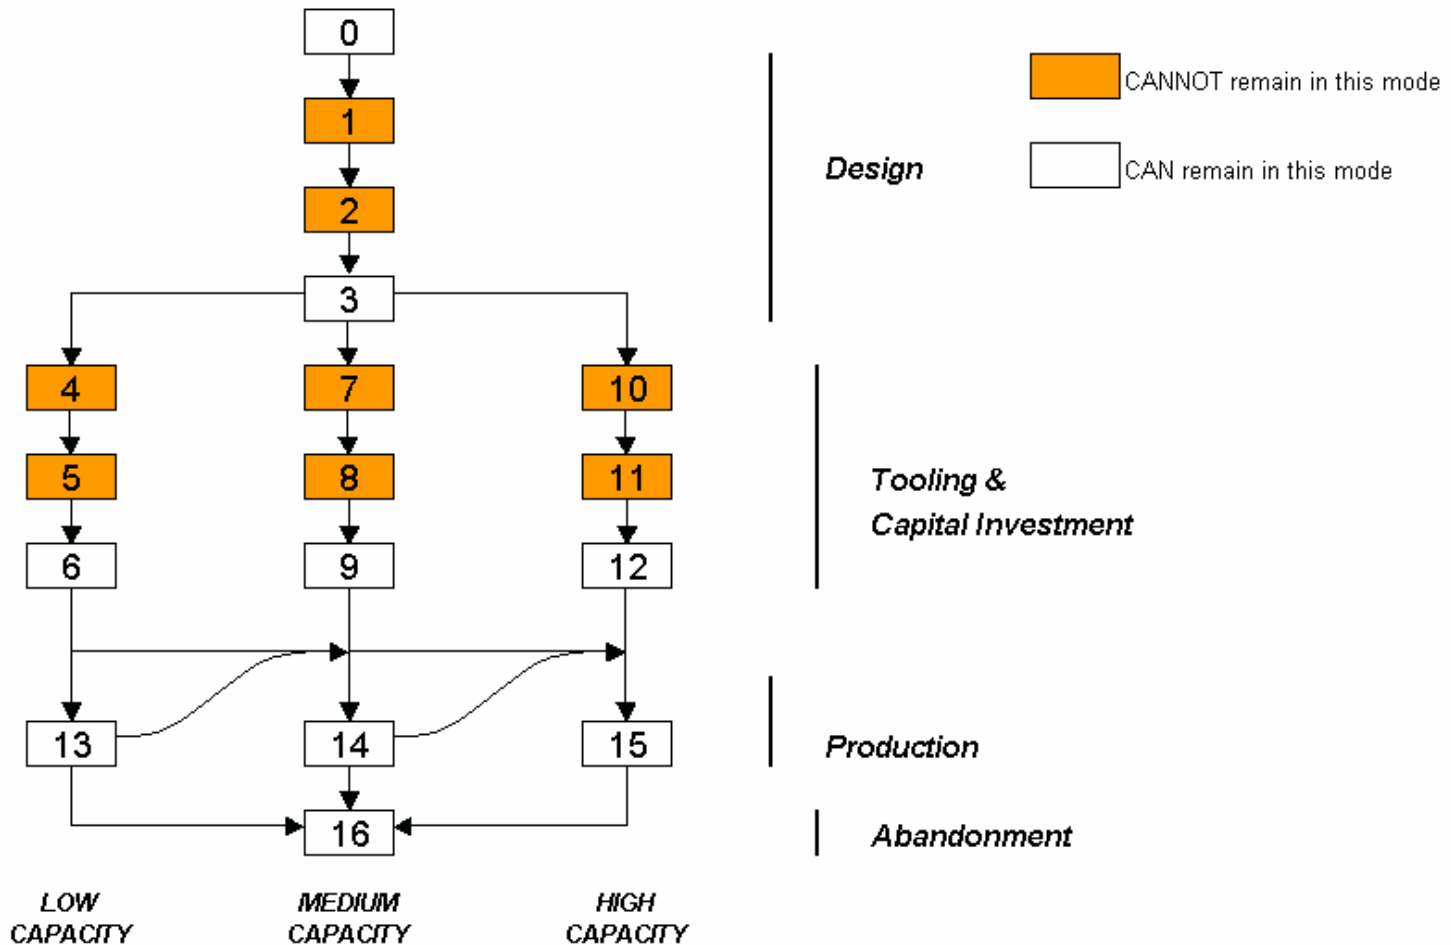 0
1
CANNOT remain in this mode
Design
CAN remain in this mode
2
3
4
7
10
5
8
11
Tooling &
Capital Investment
6
9
12
13
14
15
Production
16
Abandonment
LOW
CAPACITY
MEDIUM
CAPACITY
HIGH
CAPACITY